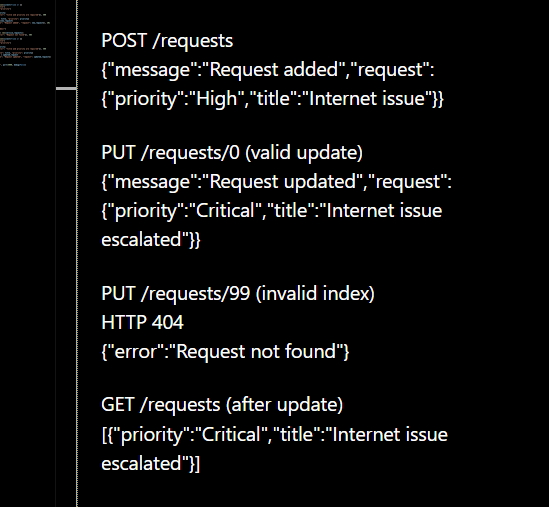 POST /requests
{"message":"Request added","request":
{"priority":"High","title":"Internet issue"}}
PUT /requests/0 (valid update)
{"message":"Request updated","request":
{"priority":"Critical","title":"Internet issue
escalated"}}
PUT /requests/99 (invalid index)
HTTP 404
{"error":"Request not found"}
GET /requests (after update)
[{"priority":"Critical","title":"Internet issue
escalated"}]